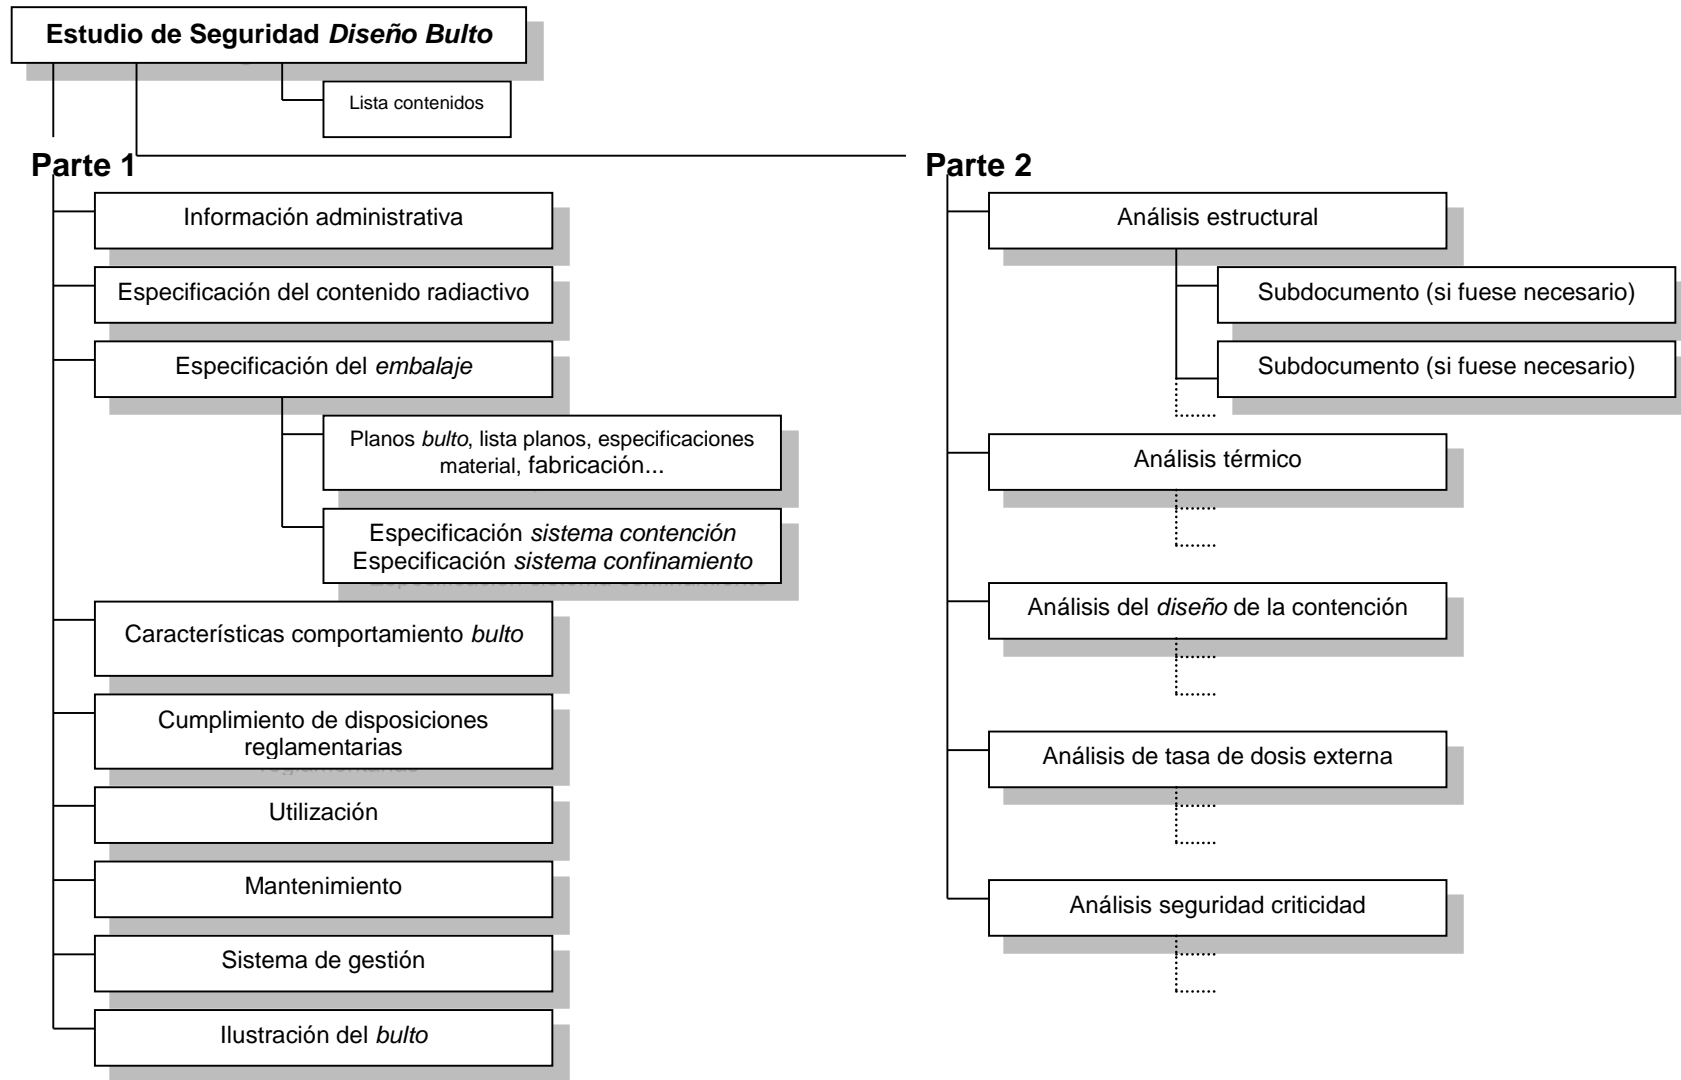 Estudio de Seguridad Diseño Bulto
Lista contenidos
Parte 1
Información administrativa
Especificación del contenido radiactivo
Especificación del embalaje
Planos bulto, lista planos, especificaciones
material, fabricación...
Especificación sistema contención
Especificación sistema confinamiento
Característícas comportamiento bulto
Cumplimiento de disposiciones
reglamentarias
Utilización
Mantenimiento
Sistema de gestión
Ilustración del bulto
Parte 2
Análisis estructural
Subdocumento (si fuese necesario)
Subdocumento (si fuese necesario)
Análisis térmico
Análisis del diseño de la contención
Análisis de tasa de dosis externa
Análisis seguridad criticidad